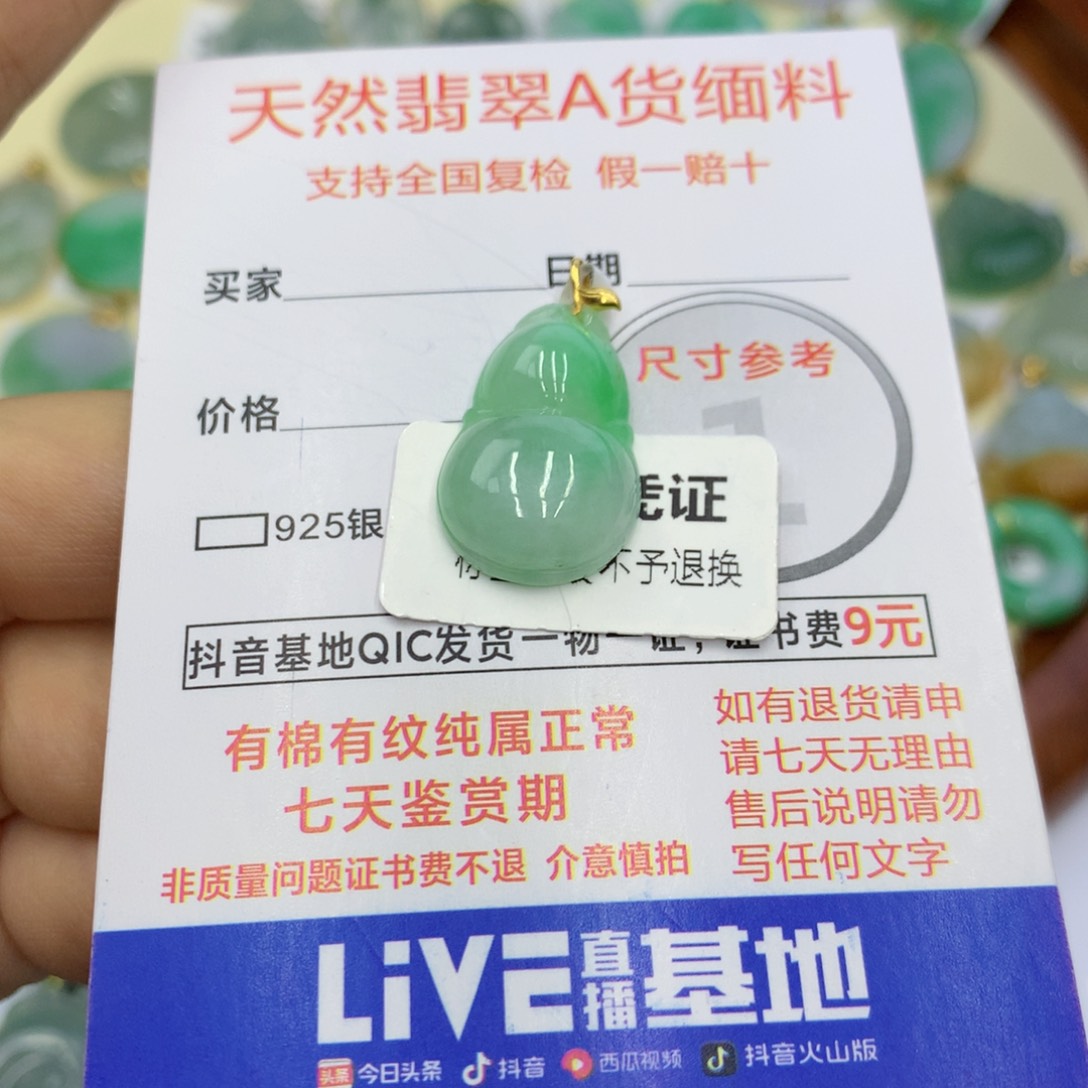 天然翡翠A货缅料
支持全国复检 假一赔十
买家 日期
尺寸参考
1
价格
凭证
925银
不予退换
抖音基地QIC发货一物一证，证书费9元
有棉有纹纯属正常
七天鉴赏期
如有退货请申
请七天无理由
售后说明请勿
写任何文字
非质量问题证书费不退 介意慎拍
LiVE直播基地
头条 今日头条 抖音 西瓜视频 抖音火山版